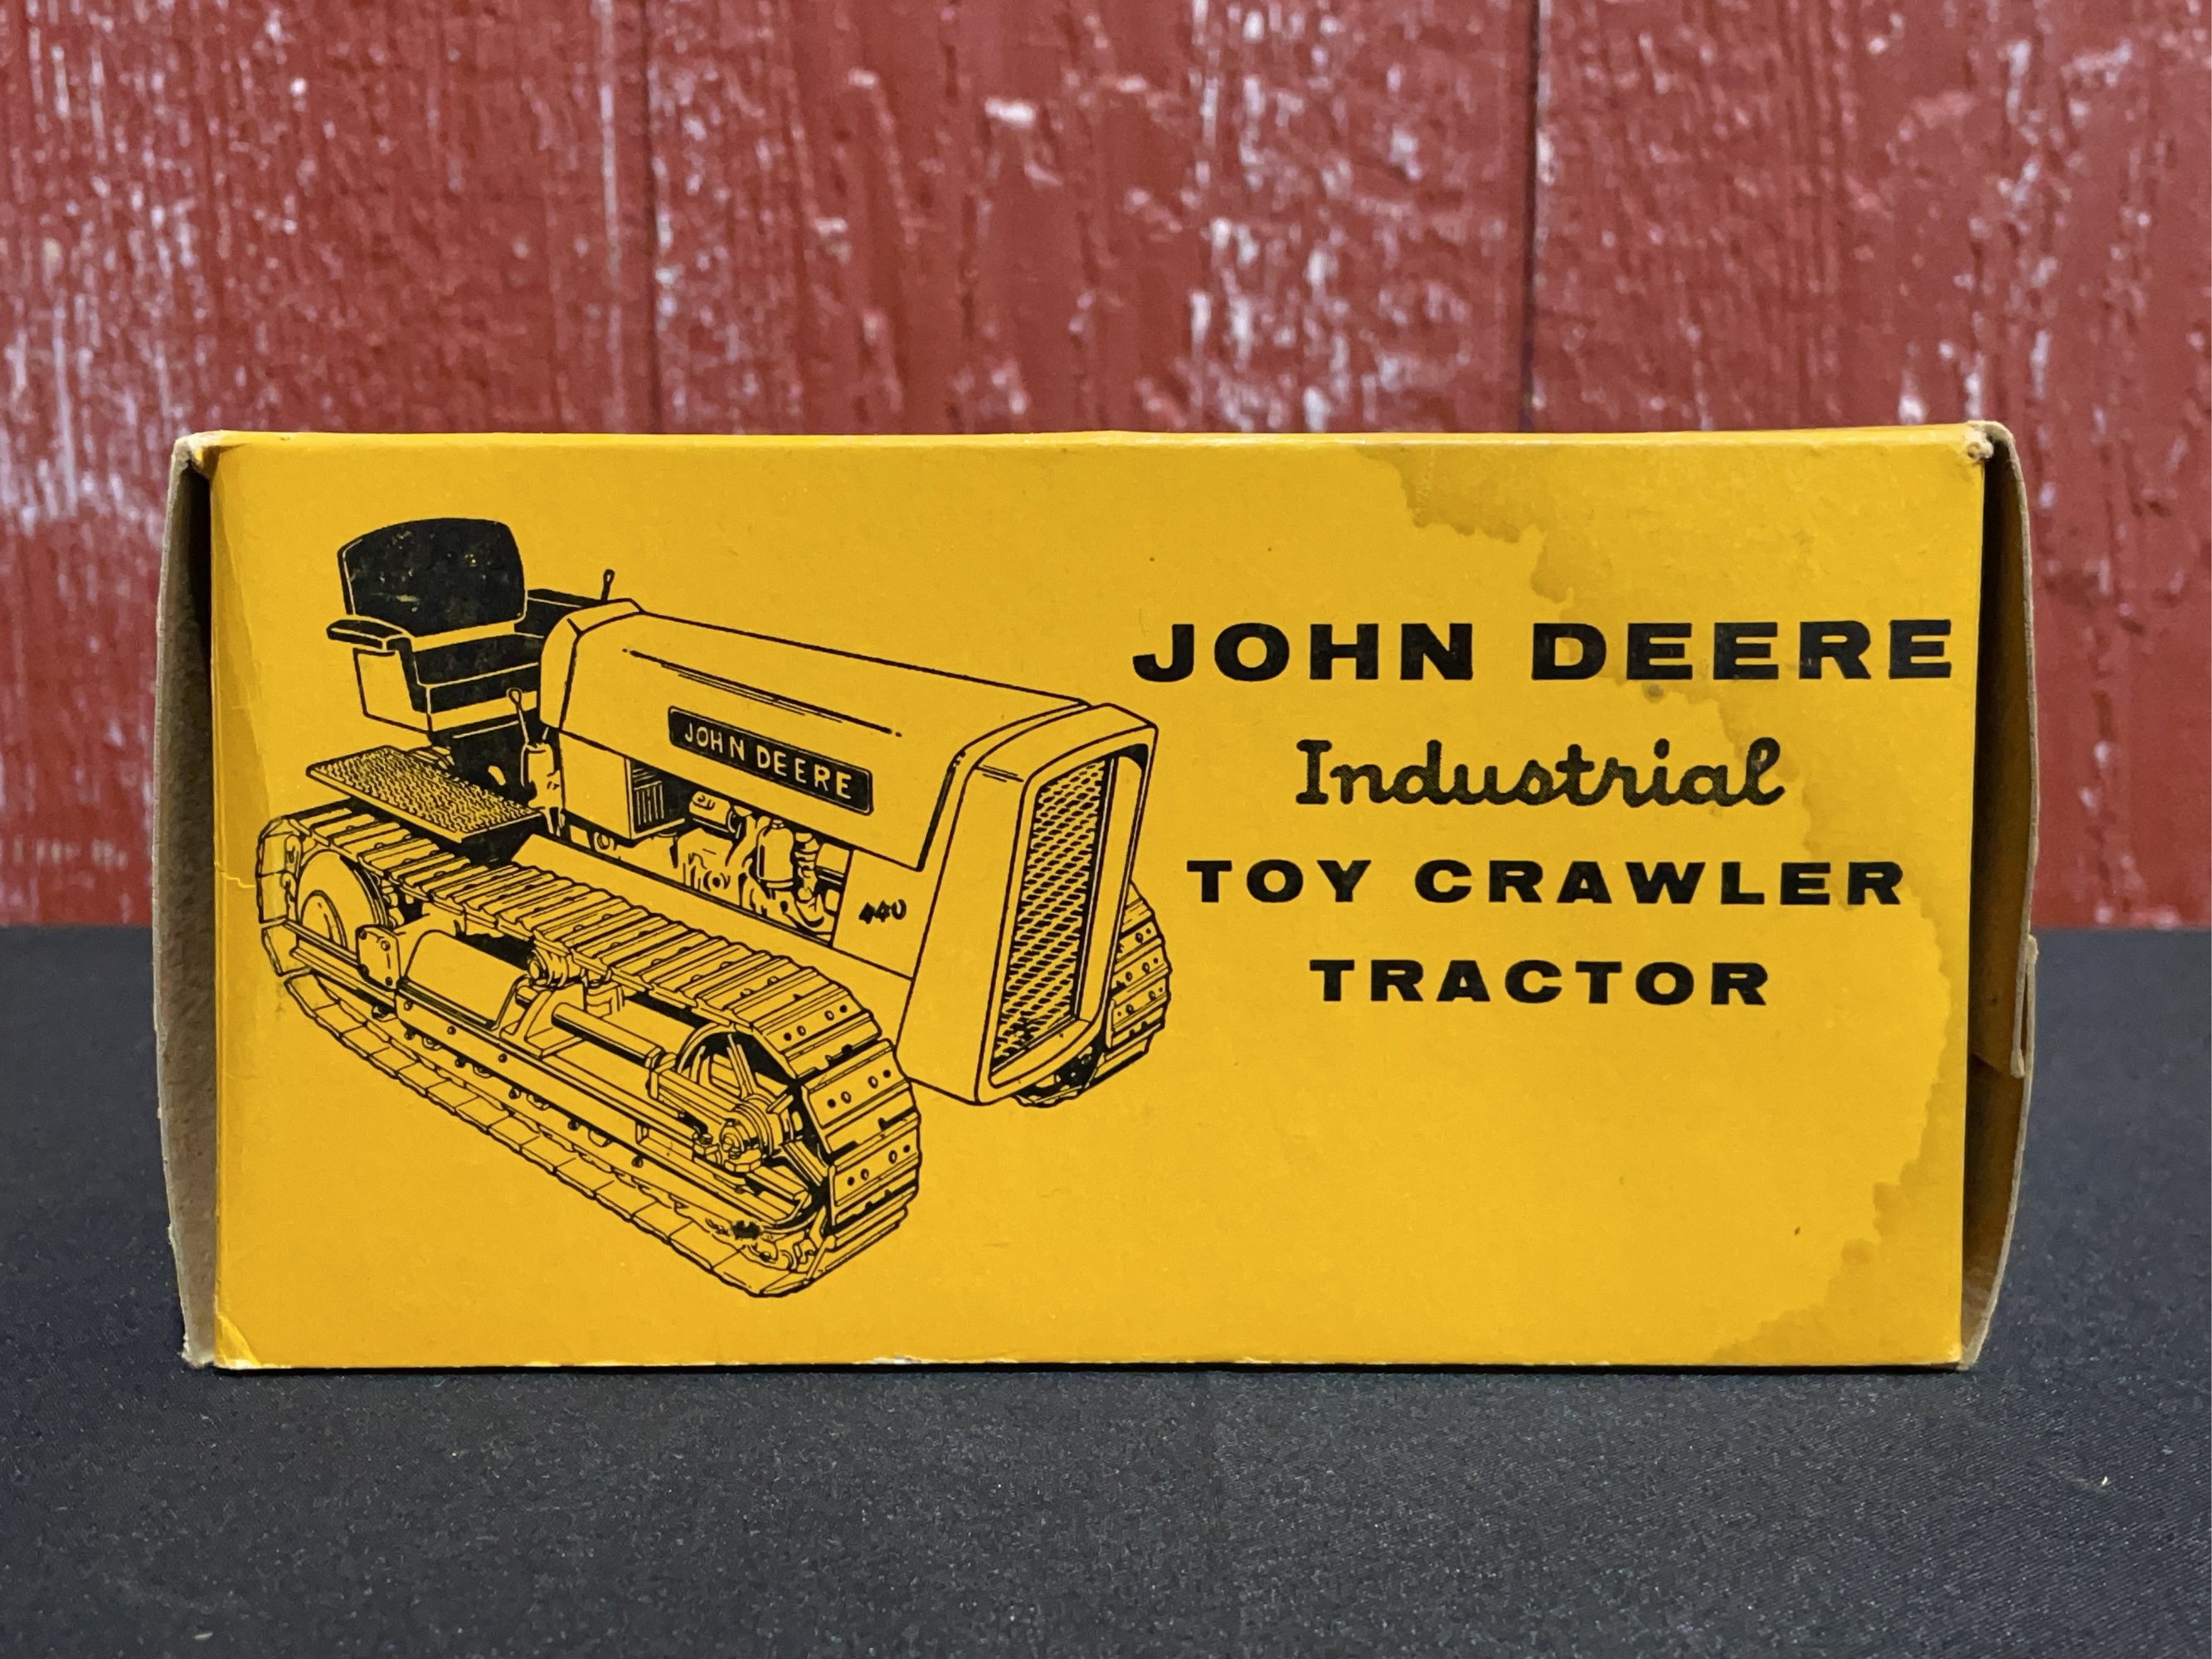 JOHN DEERE
440
JOHN DEERE
Industrial
TOY CRAWLER
TRACTOR